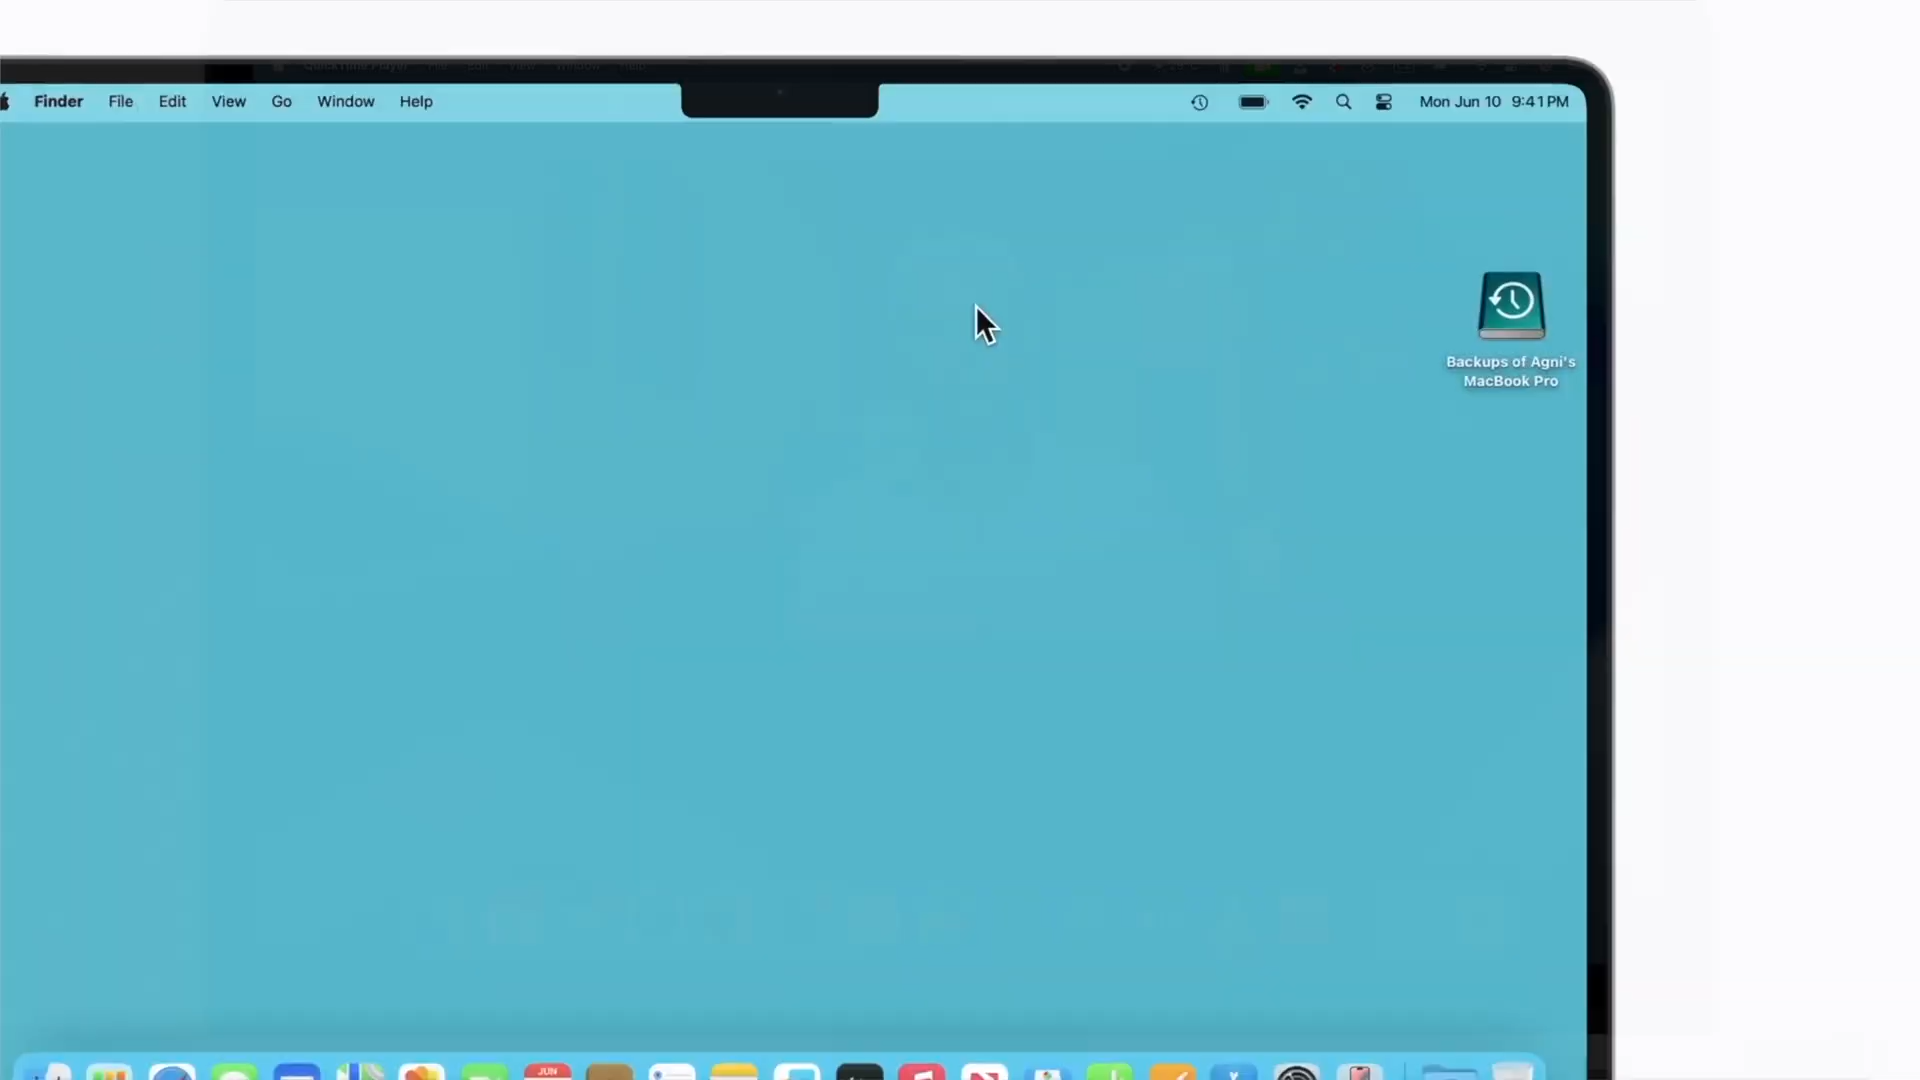 Finder File Edit View Go Window Help Mon Jun 10 9:41 PM
Backups of Agni's
MacBook Pro
JUN